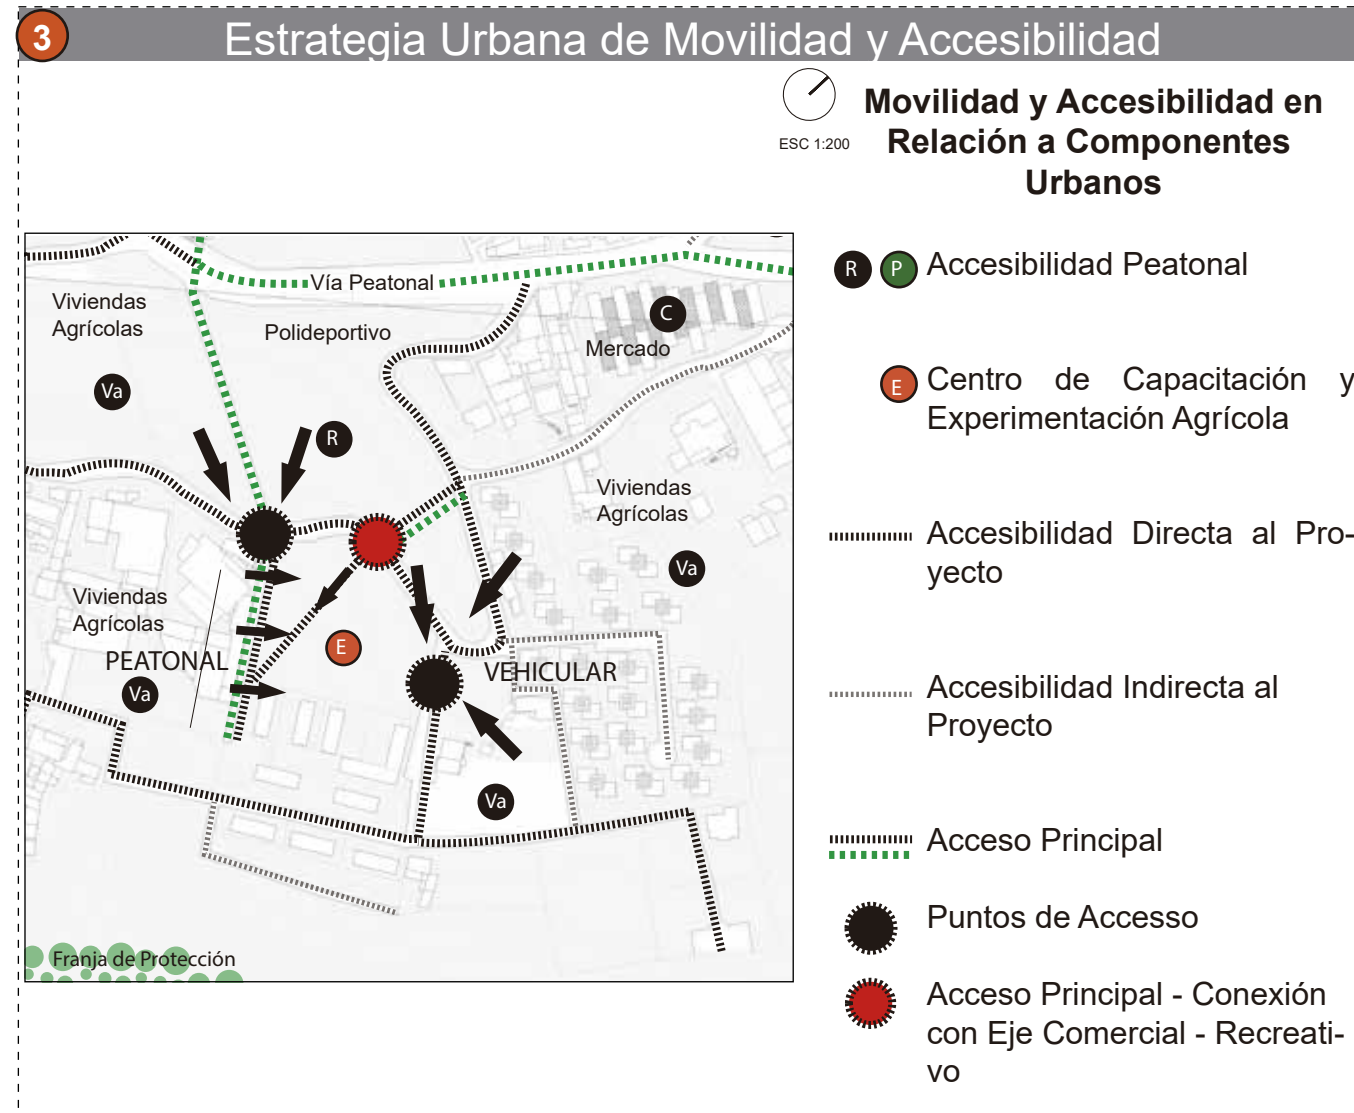 3
Estrategia Urbana de Movilidad y Accesibilidad
ESC 1:200
Movilidad y Accesibilidad en
Relación a Componentes
Urbanos
Vía Peatonal
Viviendas
Agrícolas
Polideportivo
C
Mercado
Va
R
Viviendas
Agrícolas
Va
Viviendas
Agrícolas
PEATONAL
Va
E
VEHICULAR
Va
Franja de Protección
R P Accesibilidad Peatonal
E Centro de Capacitación y
Experimentación Agrícola
Accesibilidad Directa al Pro-
yecto
Accesibilidad Indirecta al
Proyecto
Acceso Principal
Puntos de Accesso
Acceso Principal - Conexión
con Eje Comercial - Recreati-
vo